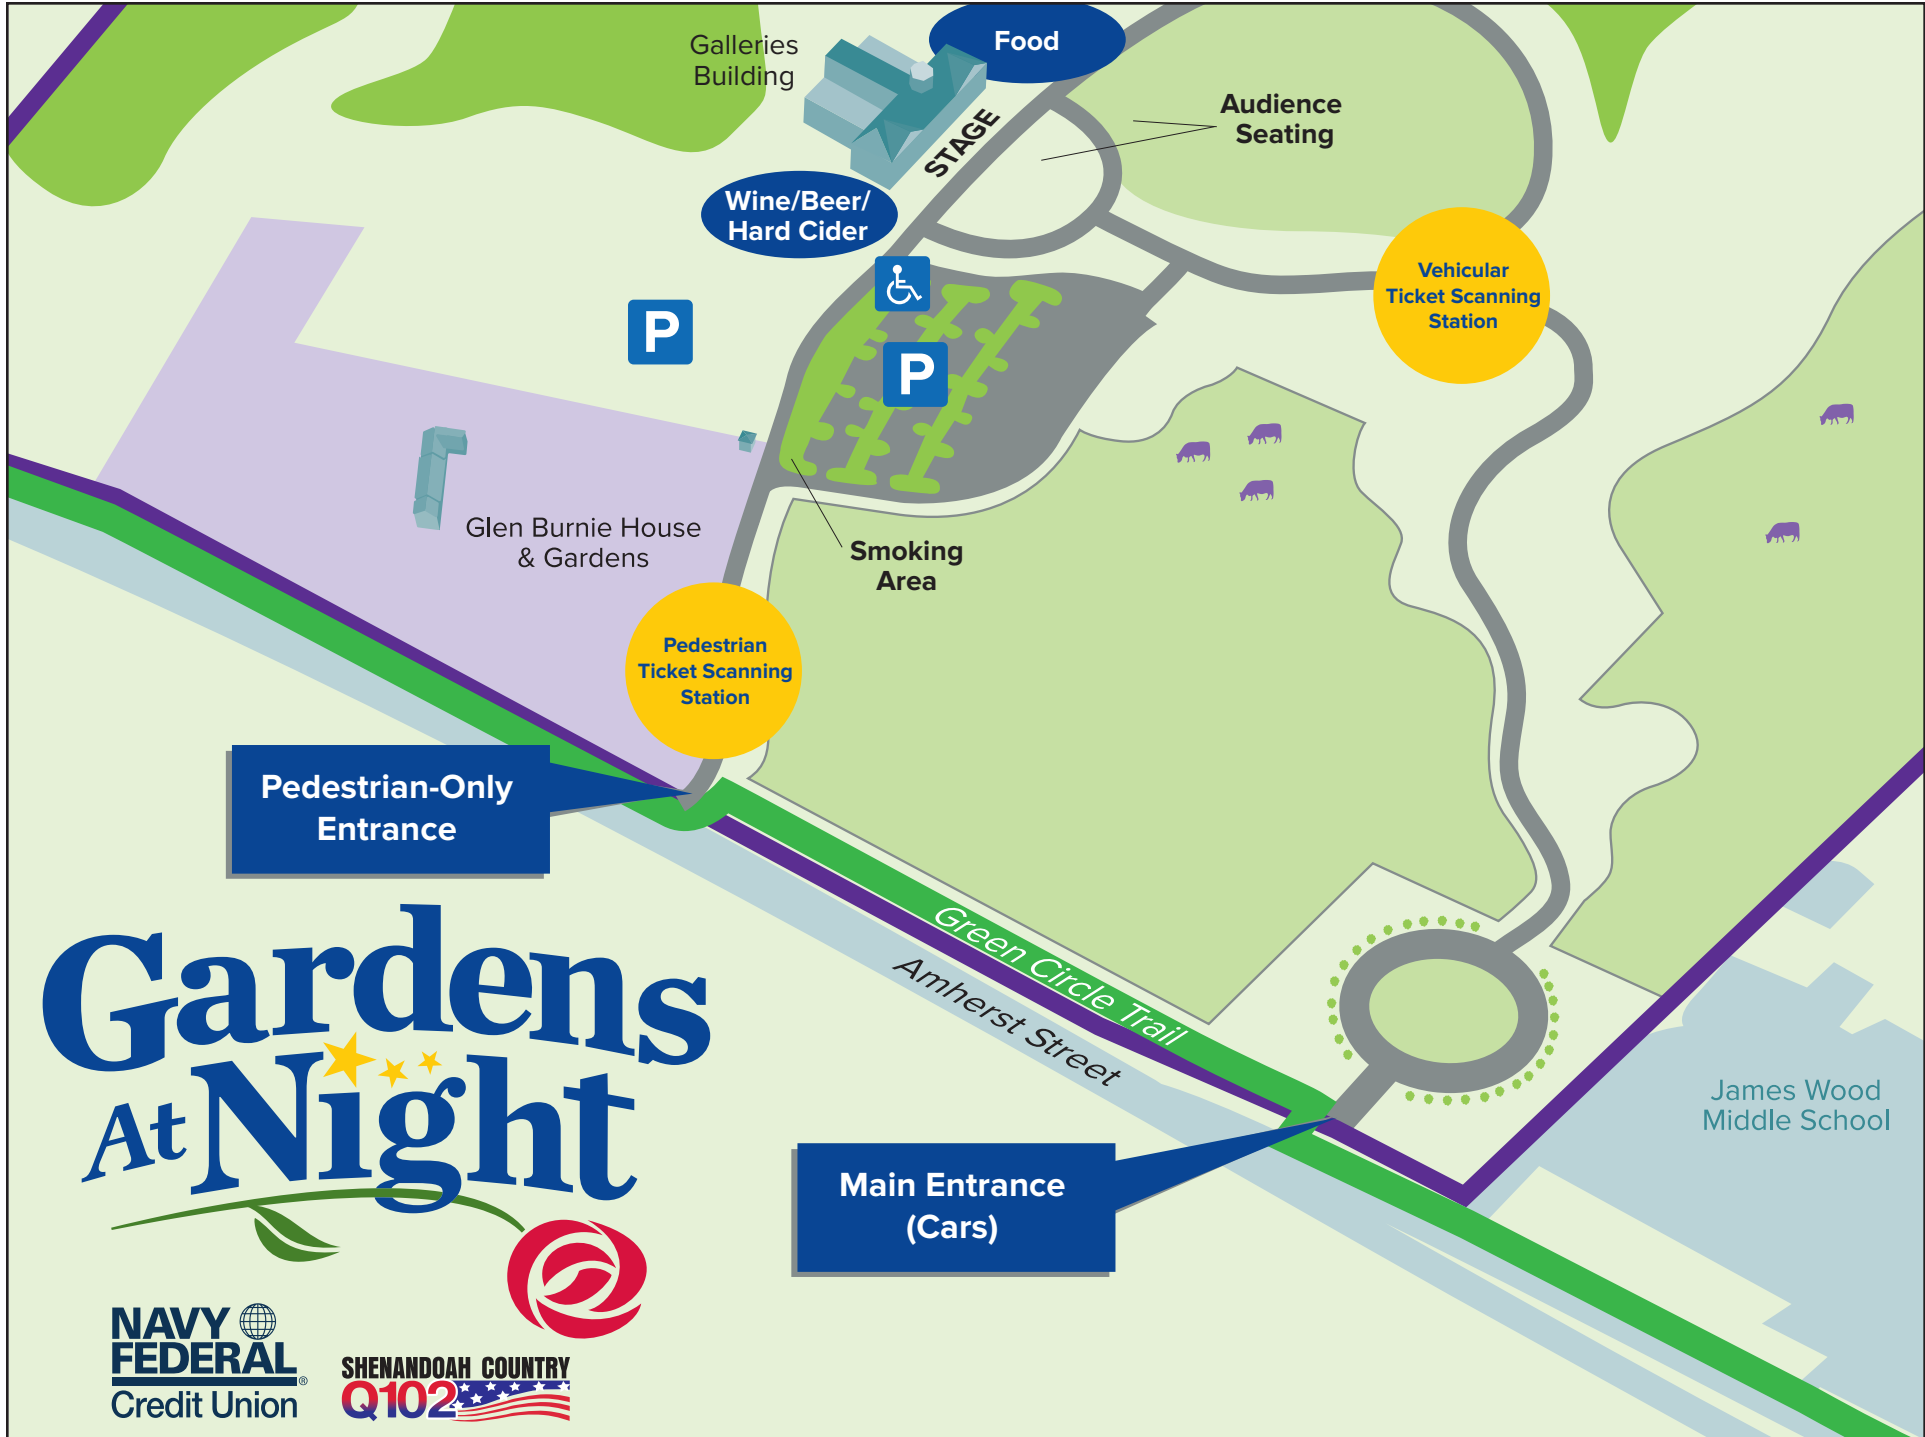 Galleries
Building
Food
STAGE
Audience
Seating
Wine/Beer/
Hard Cider
Vehicular
Ticket Scanning
Station
P
P
Glen Burnie House
& Gardens
Smoking
Area
Pedestrian
Ticket Scanning
Station
Pedestrian-Only
Entrance
Green Circle Trail
Amherst Street
Gardens
At Night
James Wood
Middle School
Main Entrance
(Cars)
NAVY
FEDERAL®
Credit Union
SHENANDOAH COUNTRY
Q102